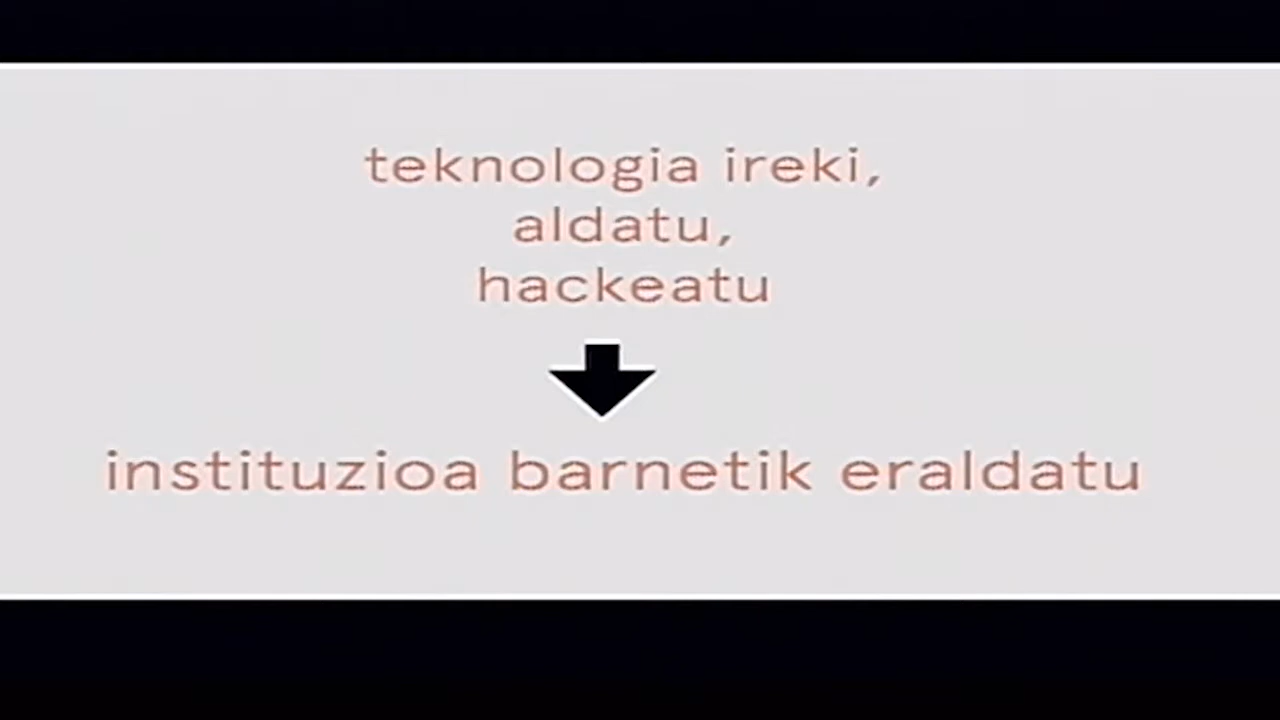 teknologia ireki,
aldatu,
hackeatu
instituzioa barnetik eraldatu